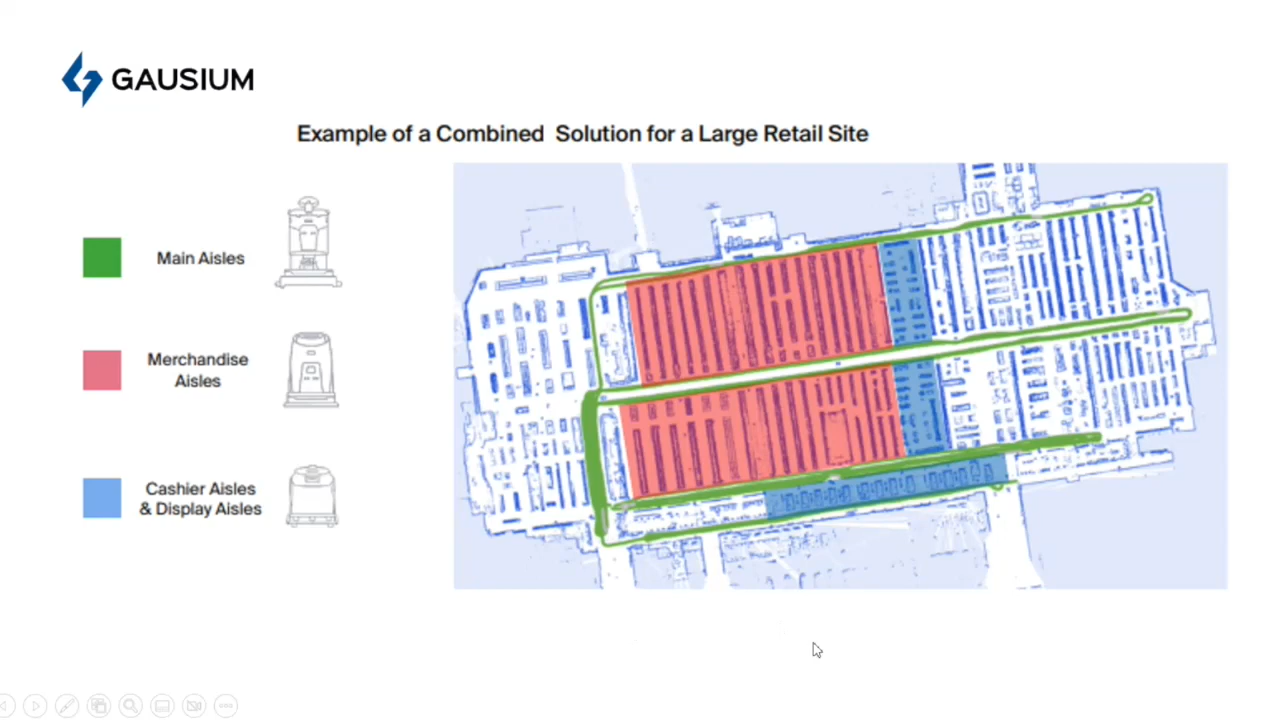 GAUSIUM
Example of a Combined Solution for a Large Retail Site
Main Aisles
Merchandise
Aisles
Cashier Aisles
& Display Aisles